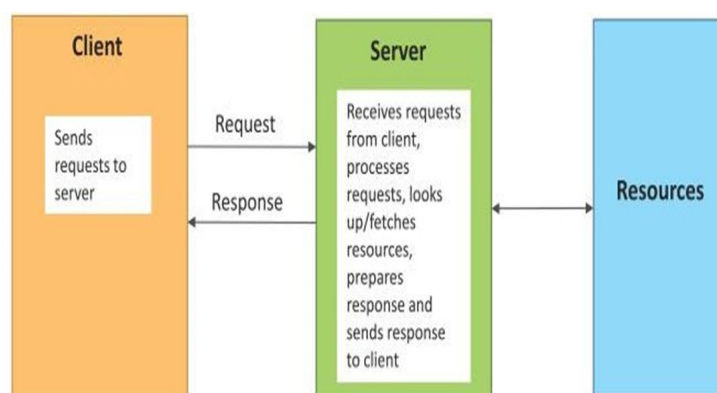 Client
Sends
requests to
server
Request
Response
Server
Receives requests
from client,
processes
requests, looks
up/fetches
resources,
prepares
response and
sends response
to client
Resources